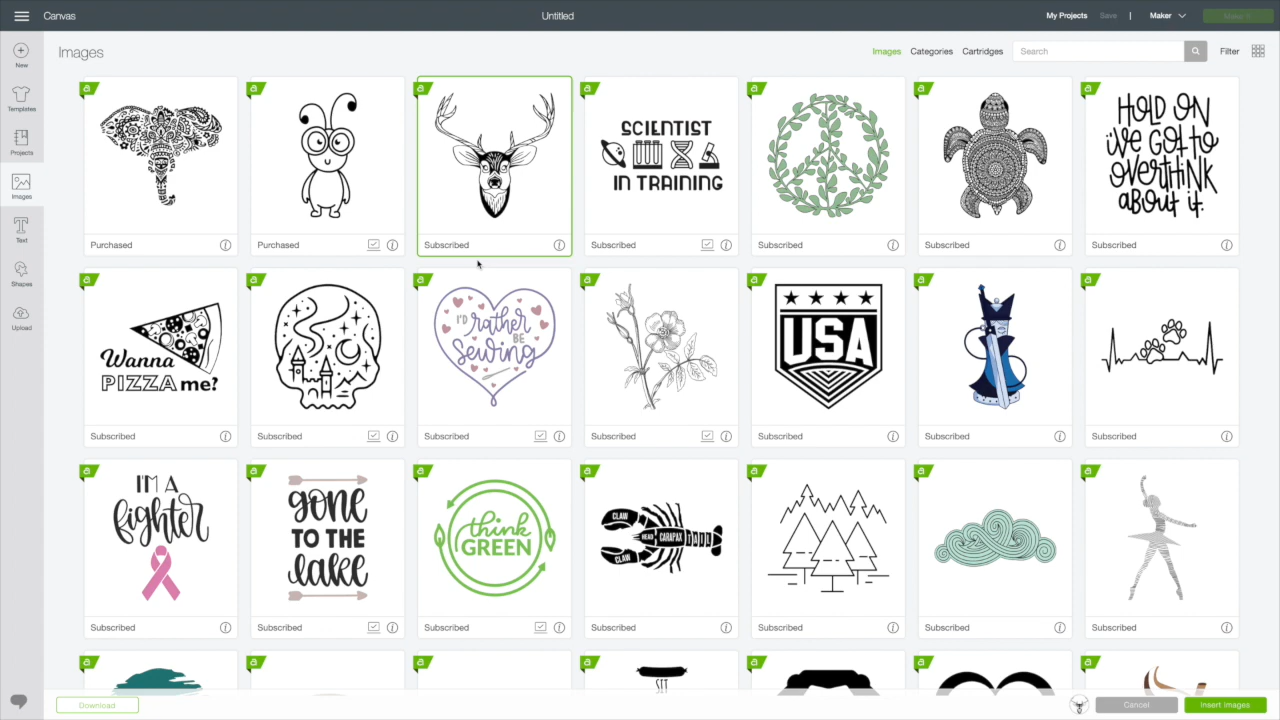 Canvas
Untitled
My Projects
Save
|
Maker
Make It
Images
Images
Categories
Cartridges
Search
Filter
New
Templates
Projects
Images
Text
Shapes
Upload
Purchased
Purchased
Subscribed
SCIENTIST
IN TRAINING
Subscribed
Subscribed
Subscribed
HOLD ON
i've GOT to
overthink
about it.
Subscribed
Wanna
PIZZA me?
Subscribed
Subscribed
I'D
rather
BE
sewing
Subscribed
Subscribed
USA
Subscribed
Subscribed
Subscribed
I'M A
fighter
Subscribed
gone
TO THE
lake
Subscribed
think
GREEN
Subscribed
CLAW
HEAD
CARAPAX
CLAW
Subscribed
Subscribed
Subscribed
Subscribed
Download
Cancel
Insert Images